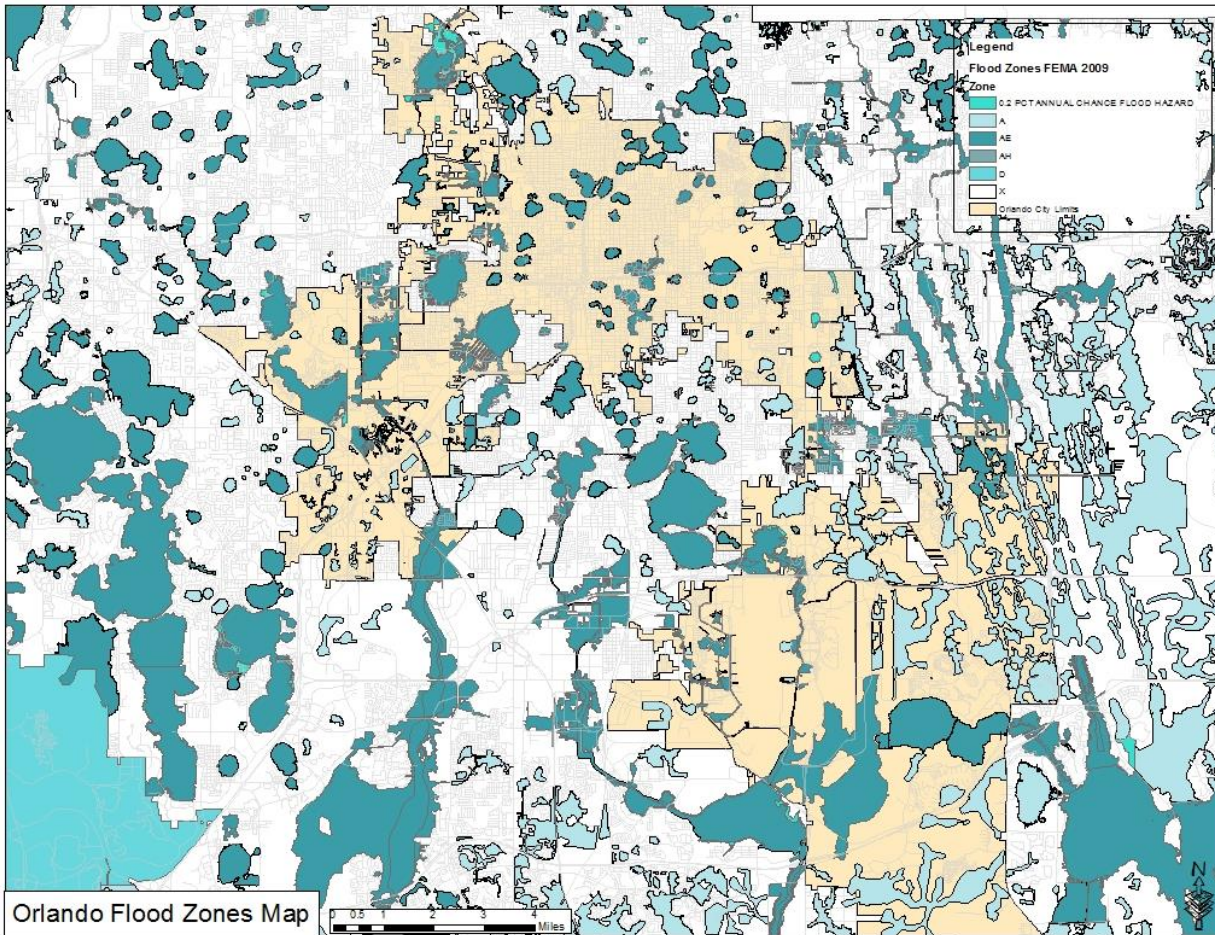 Legend
Flood Zones FEMA 2009
Zone
0.2 PCT ANNUAL CHANCE FLOOD HAZARD
A
AE
AH
D
X
Orlando City Limits
N
Orlando Flood Zones Map
0 0.5 1 2 3 4
Miles